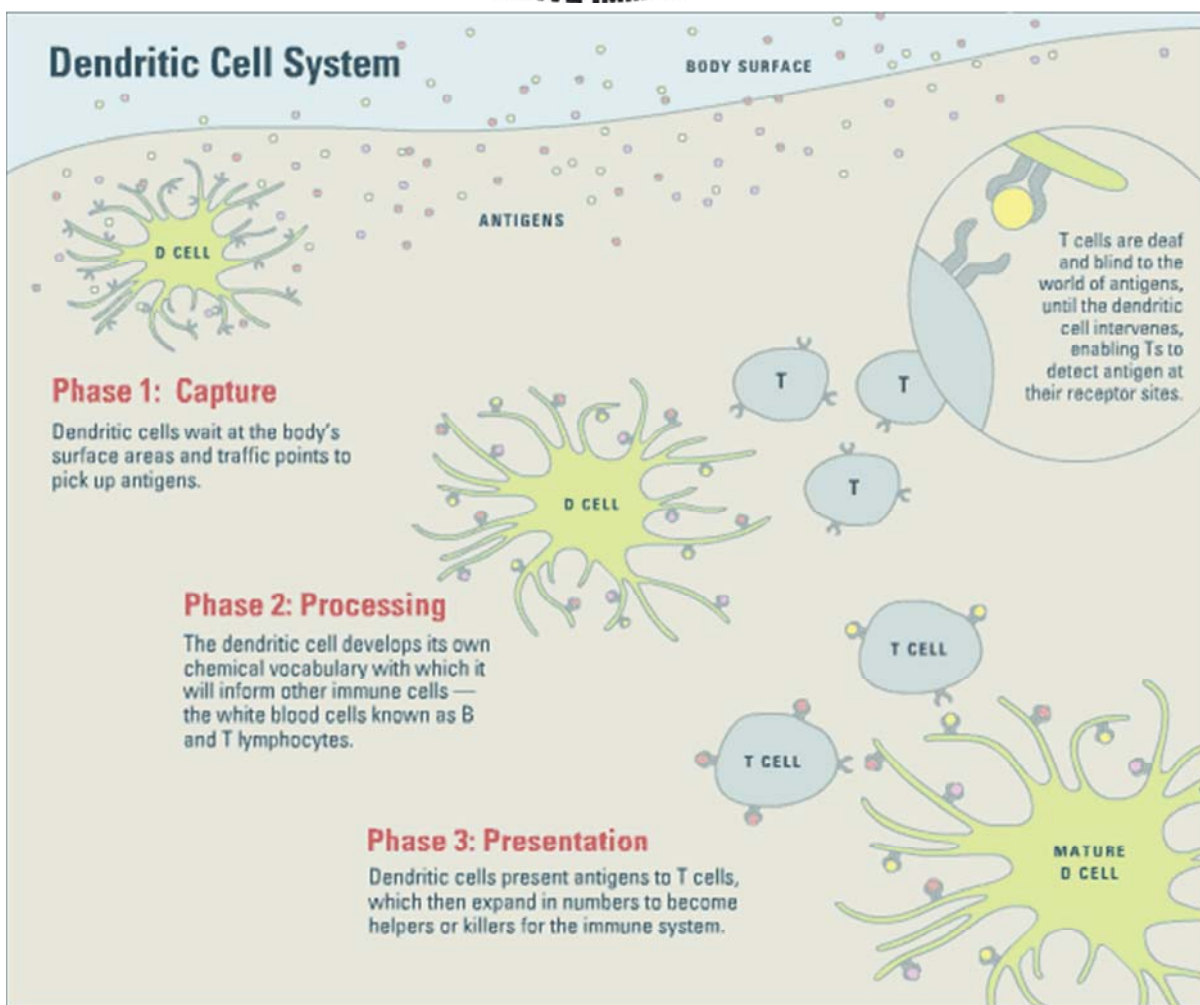 Dendritic Cell System
BODY SURFACE
ANTIGENS
D CELL
T cells are deaf
and blind to the
world of antigens,
until the dendritic
cell intervenes,
enabling Ts to
detect antigen at
their receptor sites.
Phase 1: Capture
Dendritic cells wait at the body's
surface areas and traffic points to
pick up antigens.
T
T
T
D CELL
Phase 2: Processing
The dendritic cell develops its own
chemical vocabulary with which it
will inform other immune cells —
the white blood cells known as B
and T lymphocytes.
T CELL
T CELL
Phase 3: Presentation
Dendritic cells present antigens to T cells,
which then expand in numbers to become
helpers or killers for the immune system.
MATURE
D CELL